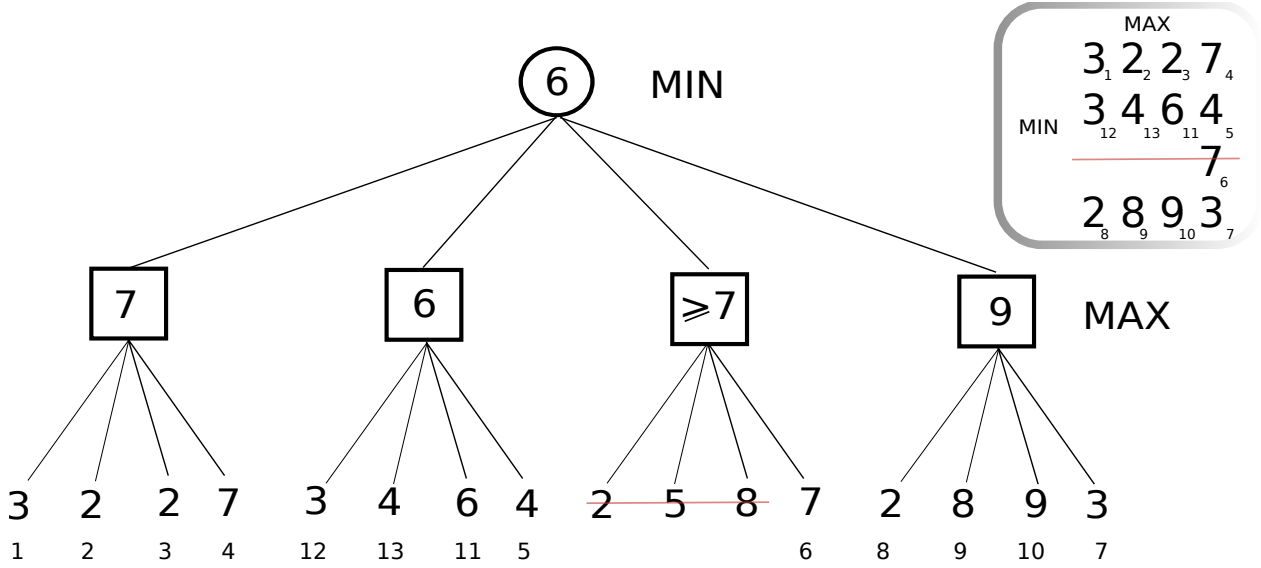 MAX
3 2 2 7
1 2 3 4
6 MIN
3 4 6 4
MIN
12 13 11 5
7
6
2 8 9 3
8 9 10 7
7 6 ⩾7 9 MAX
3 2 2 7 3 4 6 4 2 5 8 7 2 8 9 3
1 2 3 4 12 13 11 5 6 8 9 10 7